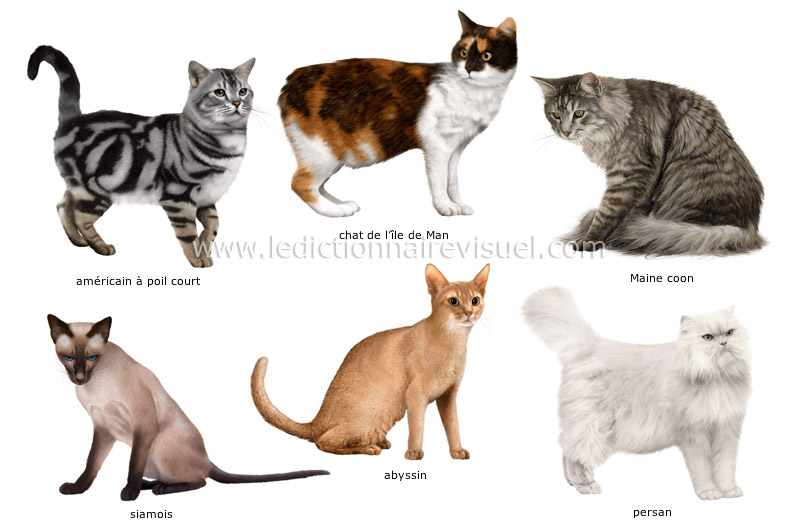 chat de l'île de Man
www.ledictionnairevisuel.com
américain à poil court
Maine coon
abyssin
siamois
persan